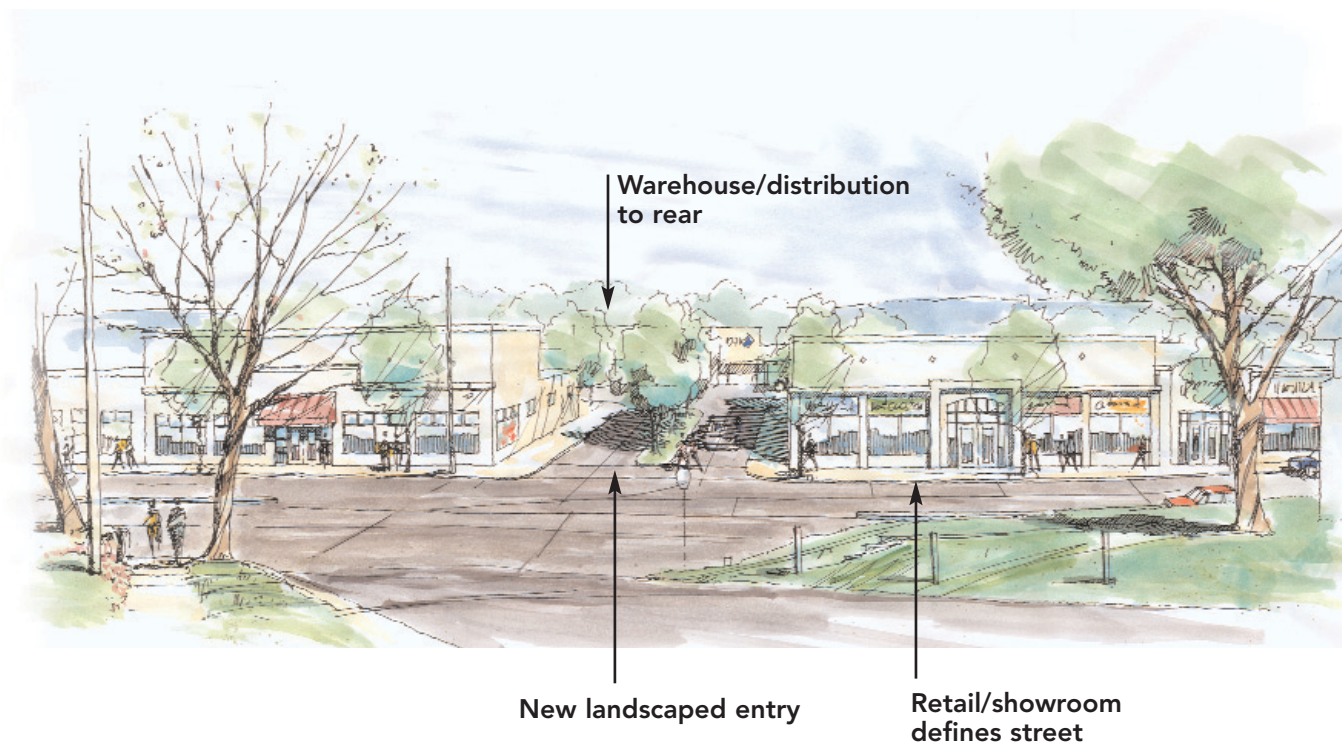 Warehouse/distribution
to rear
New landscaped entry
Retail/showroom
defines street